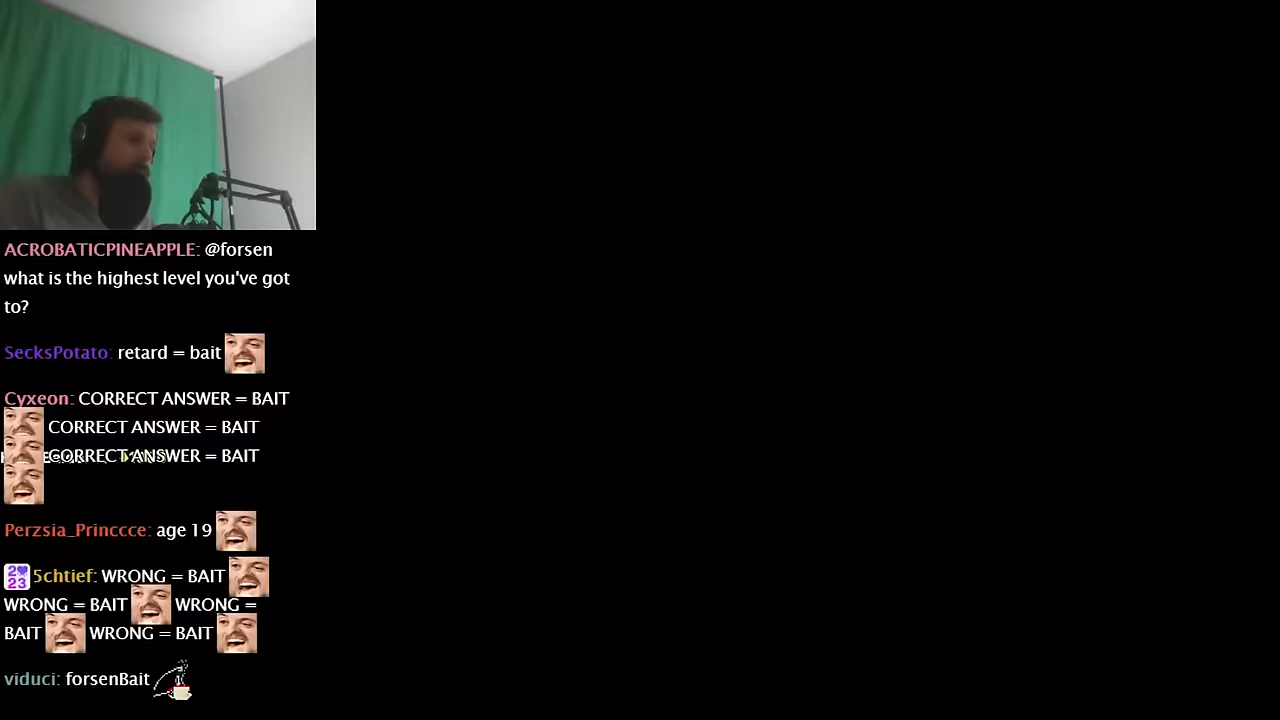 ACROBATICPINEAPPLE: @forsen
what is the highest level you've got
to?
SecksPotato: retard = bait
Cyxeon: CORRECT ANSWER = BAIT
CORRECT ANSWER = BAIT
CORRECT ANSWER = BAIT
Perzsia_Princcce: age 19
2 23 5chtief: WRONG = BAIT
WRONG = BAIT WRONG =
BAIT WRONG = BAIT
viduci: forsenBait